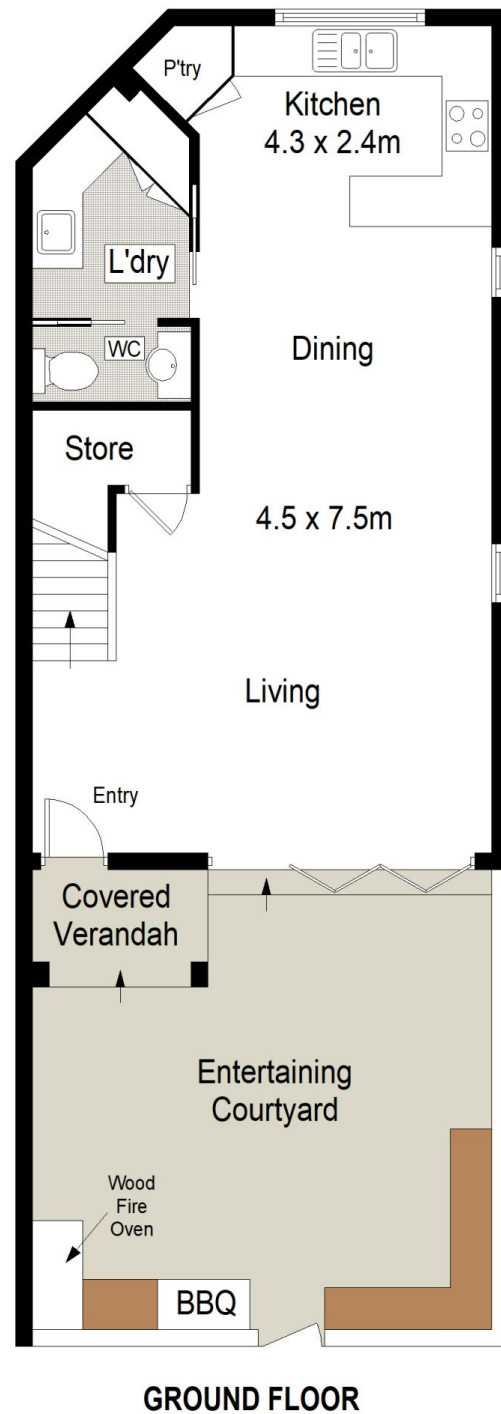 P'try
Kitchen
4.3 x 2.4m
L'dry
WC
Dining
Store
4.5 x 7.5m
Living
Entry
Covered
Verandah
Entertaining
Courtyard
Wood
Fire
Oven
BBQ
GROUND FLOOR